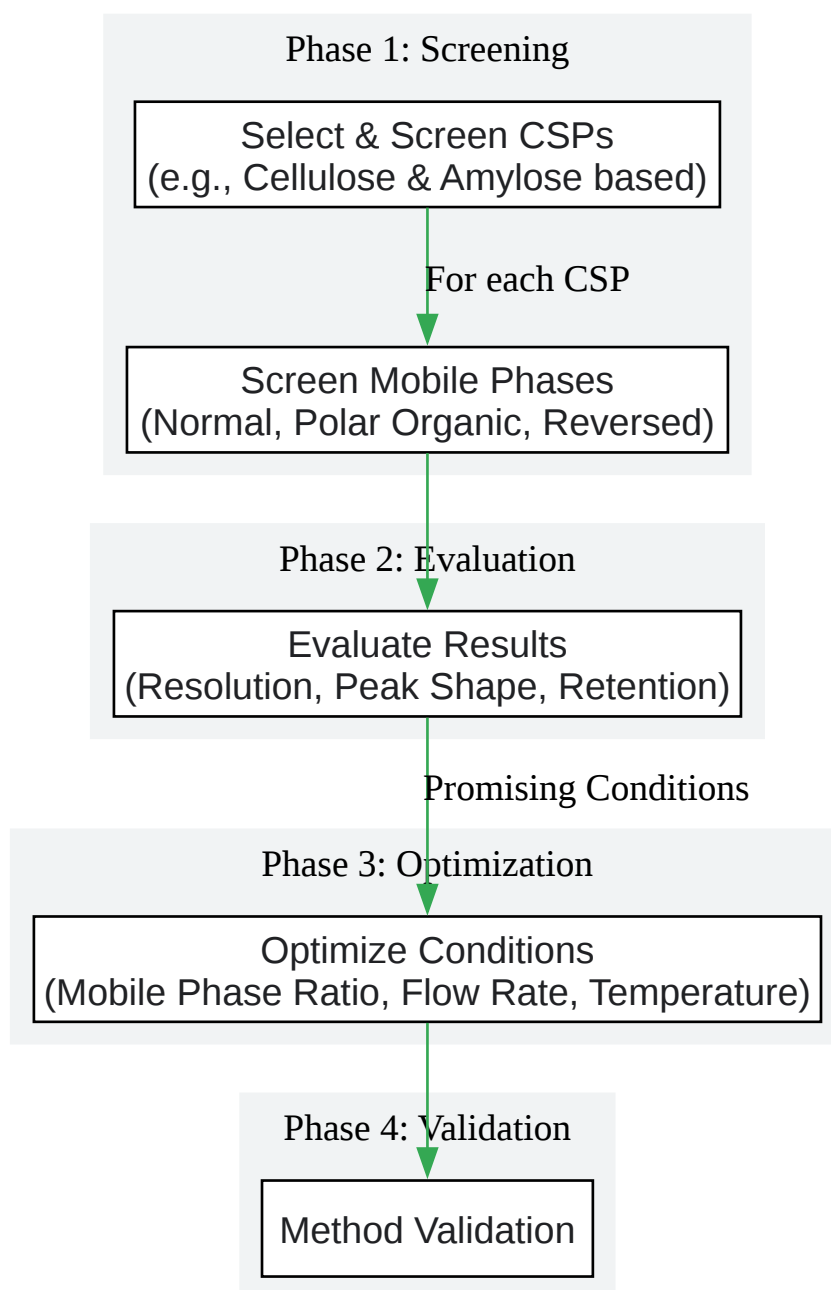 Phase 1: Screening
Select & Screen CSPs
(e.g., Cellulose & Amylose based)
For each CSP
Screen Mobile Phases
(Normal, Polar Organic, Reversed)
Phase 2: Evaluation
Evaluate Results
(Resolution, Peak Shape, Retention)
Promising Conditions
Phase 3: Optimization
Optimize Conditions
(Mobile Phase Ratio, Flow Rate, Temperature)
Phase 4: Validation
Method Validation